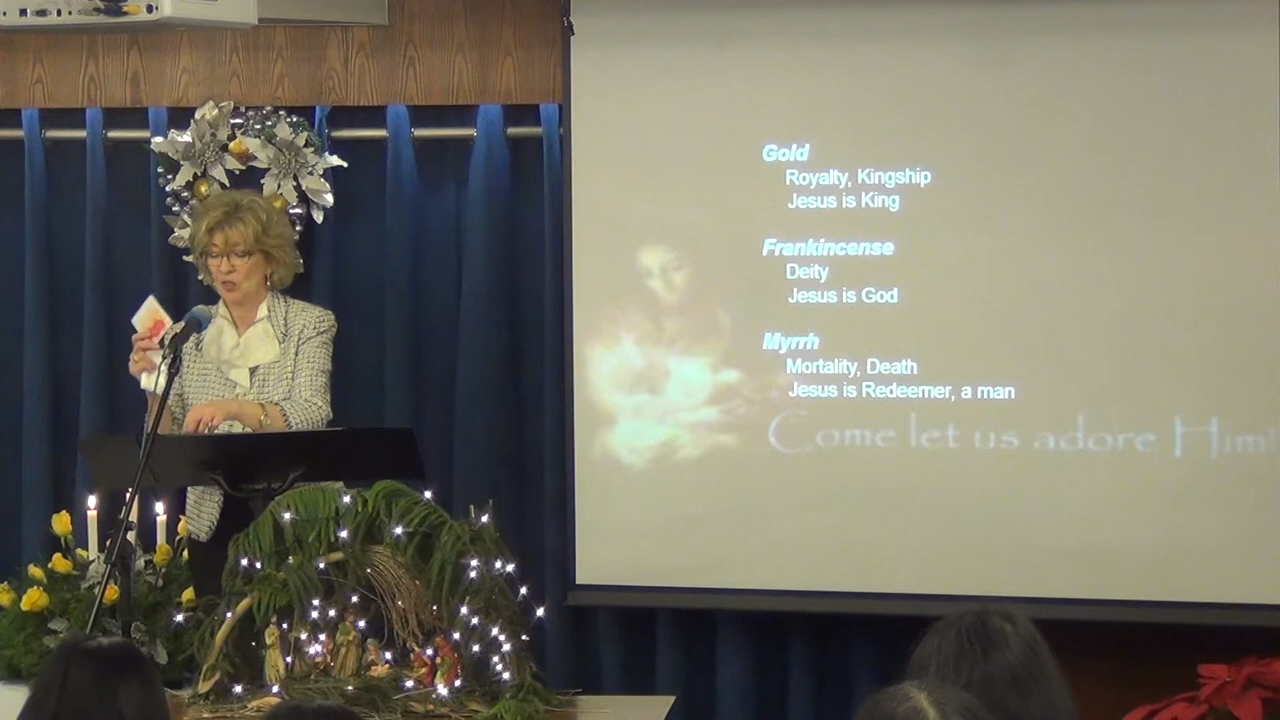 Gold
Royalty, Kingship
Jesus is King
Frankincense
Deity
Jesus is God
Myrrh
Mortality, Death
Jesus is Redeemer, a man
Come let us adore Him!